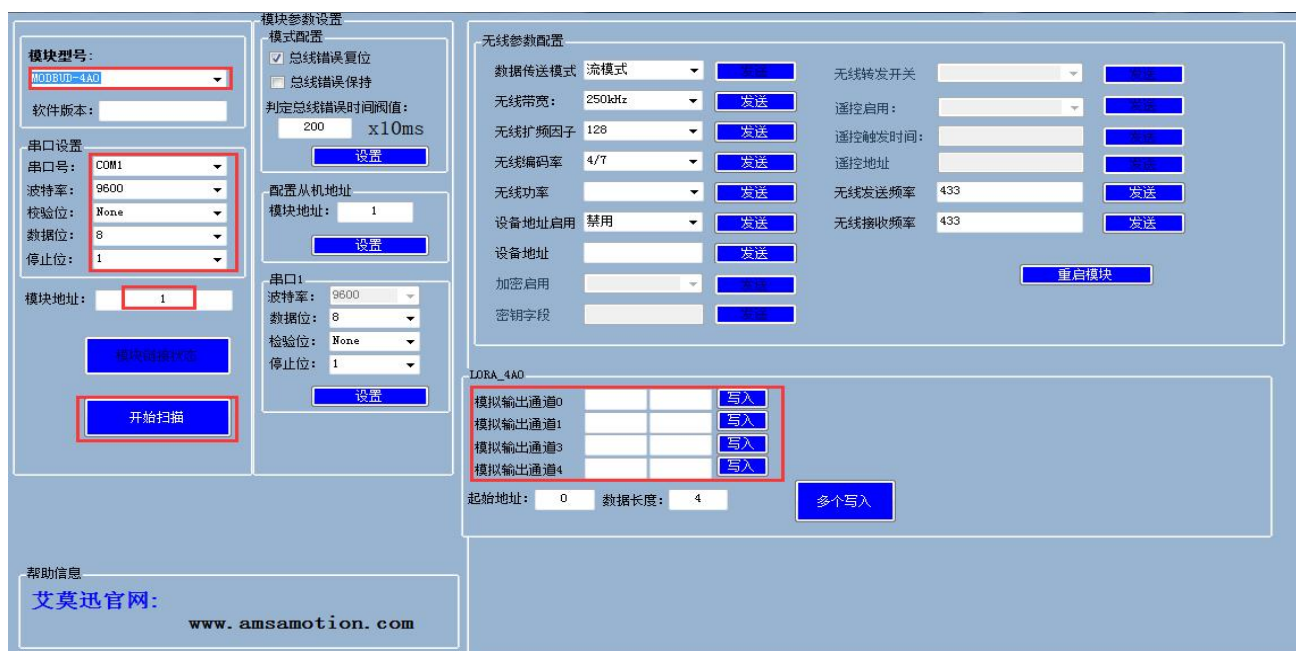 模块型号:
MODBUD-4AO
软件版本:
串口设置
串口号: COM1
波特率: 9600
校验位: None
数据位: 8
停止位: 1
模块地址: 1
开始扫描
模块参数设置
模式配置
总线错误复位
总线错误保持
判定总线错误时间阀值:
200 x10ms
设置
配置从机地址
模块地址: 1
设置
串口1
波特率: 9600
数据位: 8
检验位: None
停止位: 1
设置
无线参数配置
数据传送模式 流模式 发送
无线带宽: 250kHz 发送
无线扩频因子 128 发送
无线编码率 4/7 发送
无线功率 发送
设备地址启用 禁用 发送
设备地址 发送
加密启用 发送
密钥字段 发送
无线转发开关 发送
遥控启用: 发送
遥控触发时间: 发送
遥控地址 发送
无线发送频率 433 发送
无线接收频率 433 发送
重启模块
LORA_4AO
模拟输出通道0 写入
模拟输出通道1 写入
模拟输出通道3 写入
模拟输出通道4 写入
起始地址: 0 数据长度: 4 多个写入
帮助信息
艾莫迅官网:
www.amsamotion.com